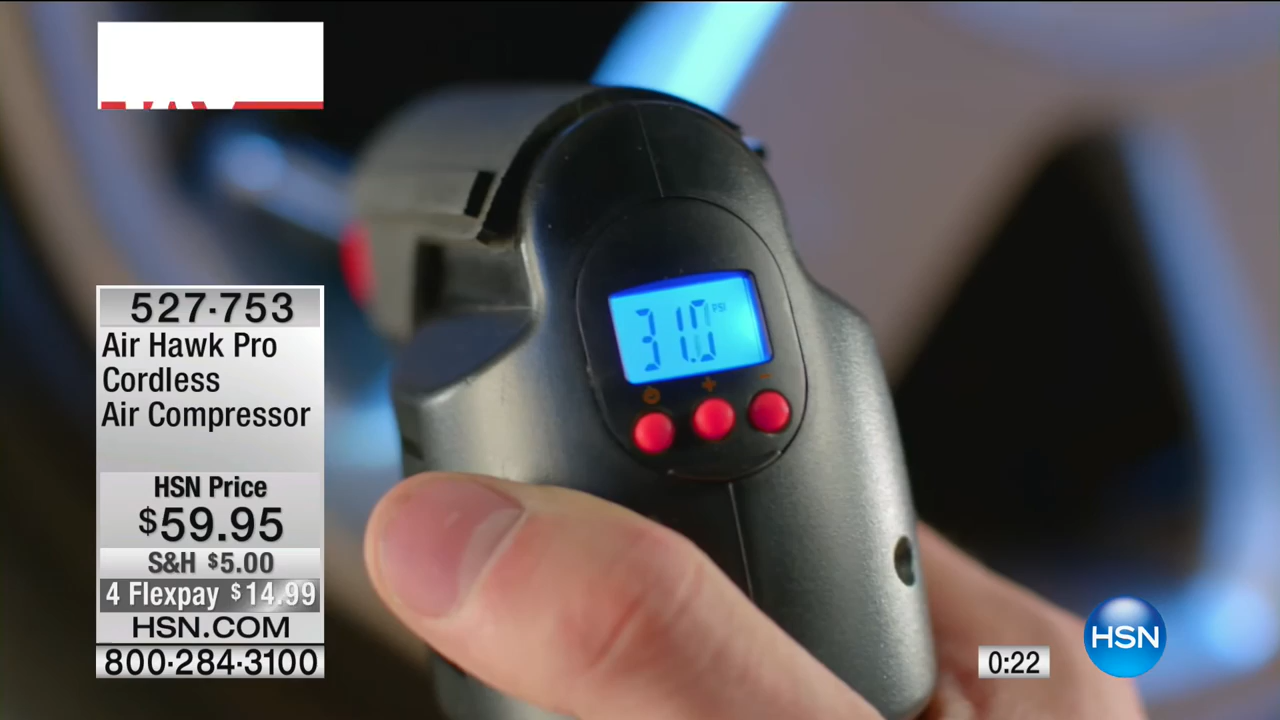 527·753
Air Hawk Pro
Cordless
Air Compressor
HSN Price
$59.95
S&H $5.00
4 Flexpay $14.99
HSN.COM
800·284·3100
31.0 PSI
0:22
HSN